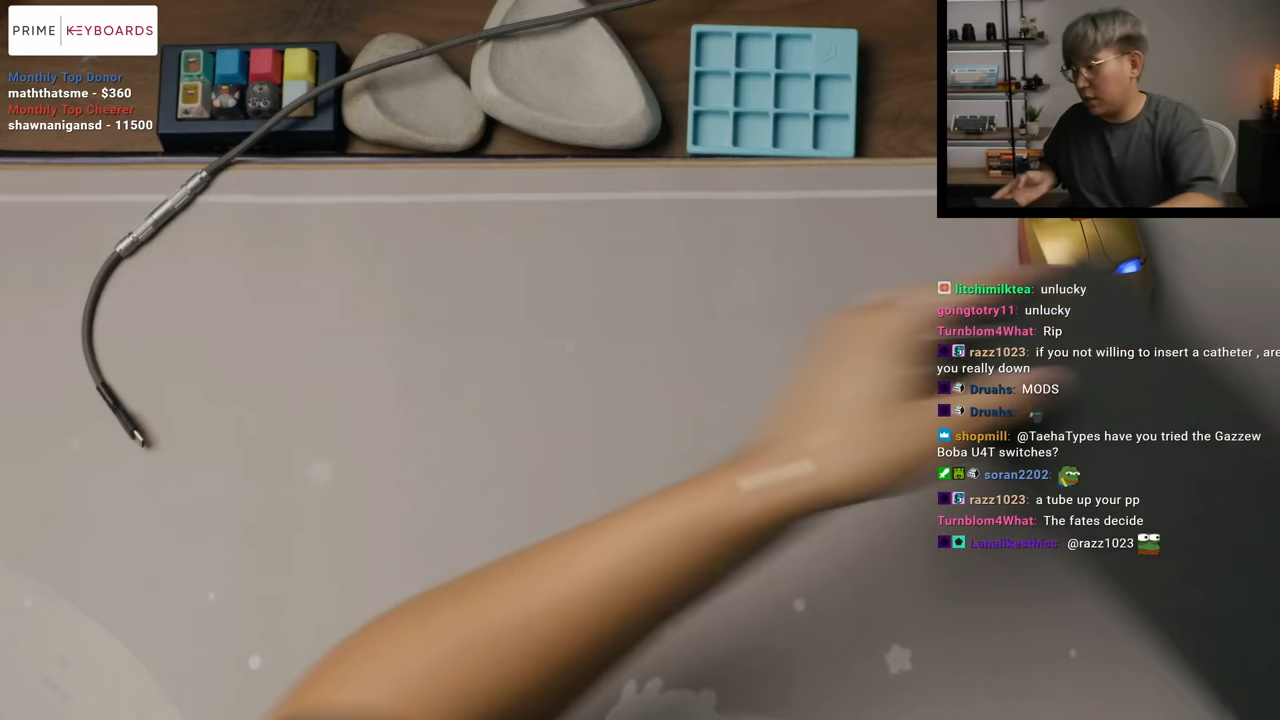 PRIME KEYBOARDS
Monthly Top Donor
maththatsme - $360
Monthly Top Cheerer
shawnanigansd - 11500
litchimilktea: unlucky
goingtotry11: unlucky
Turnblom4What: Rip
razz1023: if you not willing to insert a catheter , are
you really down
Druahs: MODS
Druahs:
shopmill: @TaehaTypes have you tried the Gazzew
Boba U4T switches?
soran2202:
razz1023: a tube up your pp
Turnblom4What: The fates decide
Lanalikesthicc: @razz1023